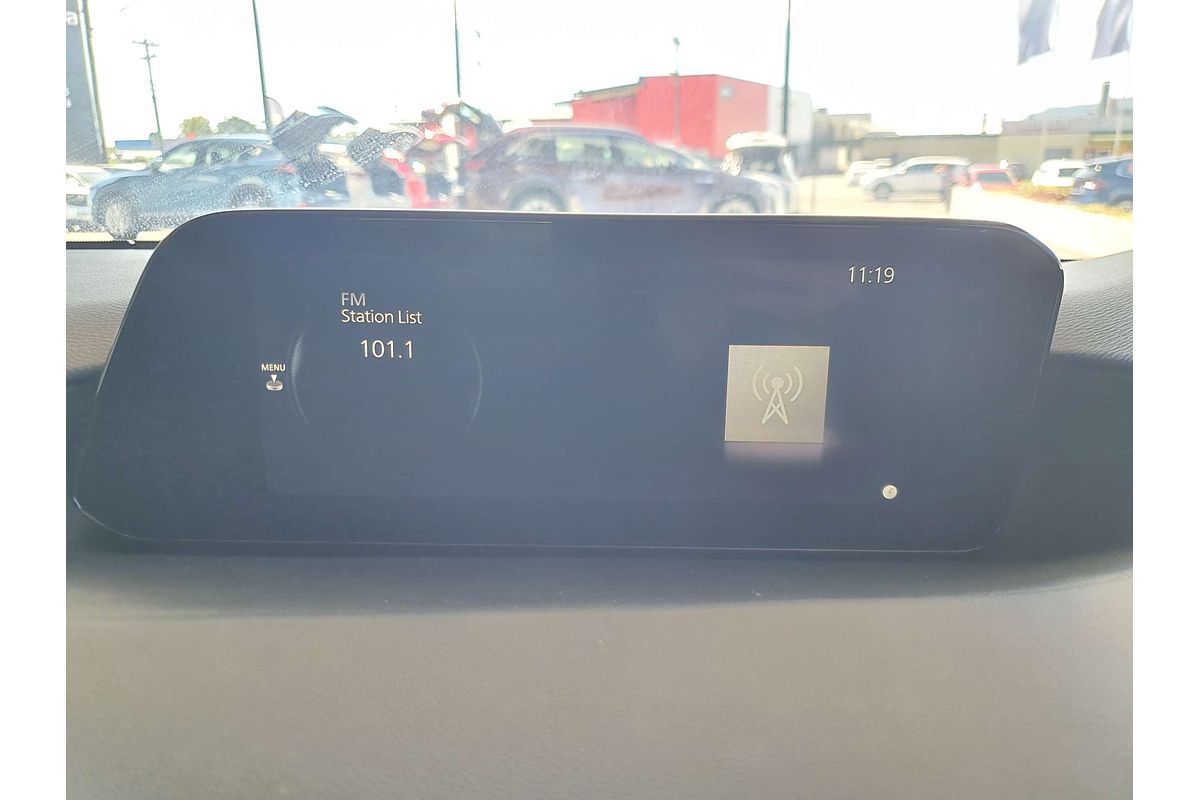 11:19
FM
Station List
101.1
MENU